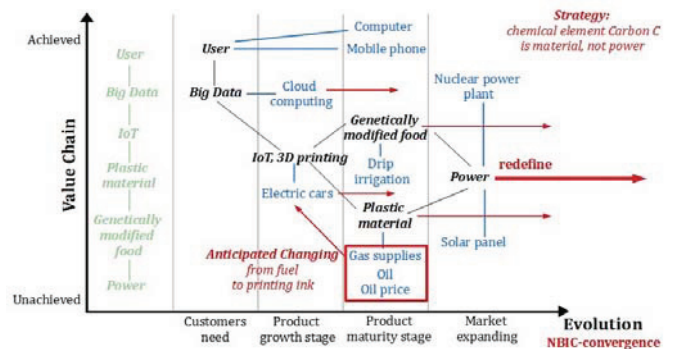 Strategy:
chemical element Carbon C
is material, not power
Achieved
Value Chain
Unachieved
User
Big Data
IoT
Plastic
material
Genetically
modified
food
Power
User
Computer
Mobile phone
Big Data
Cloud
computing
Nuclear power
plant
Genetically
modified food
IoT, 3D printing
Drip
irrigation
Electric cars
Power
redefine
Plastic
material
Solar panel
Anticipated Changing
from fuel
to printing ink
Gas supplies
Oil
Oil price
Customers
need
Product
growth stage
Product
maturity stage
Market
expanding
Evolution
NBIC-convergence